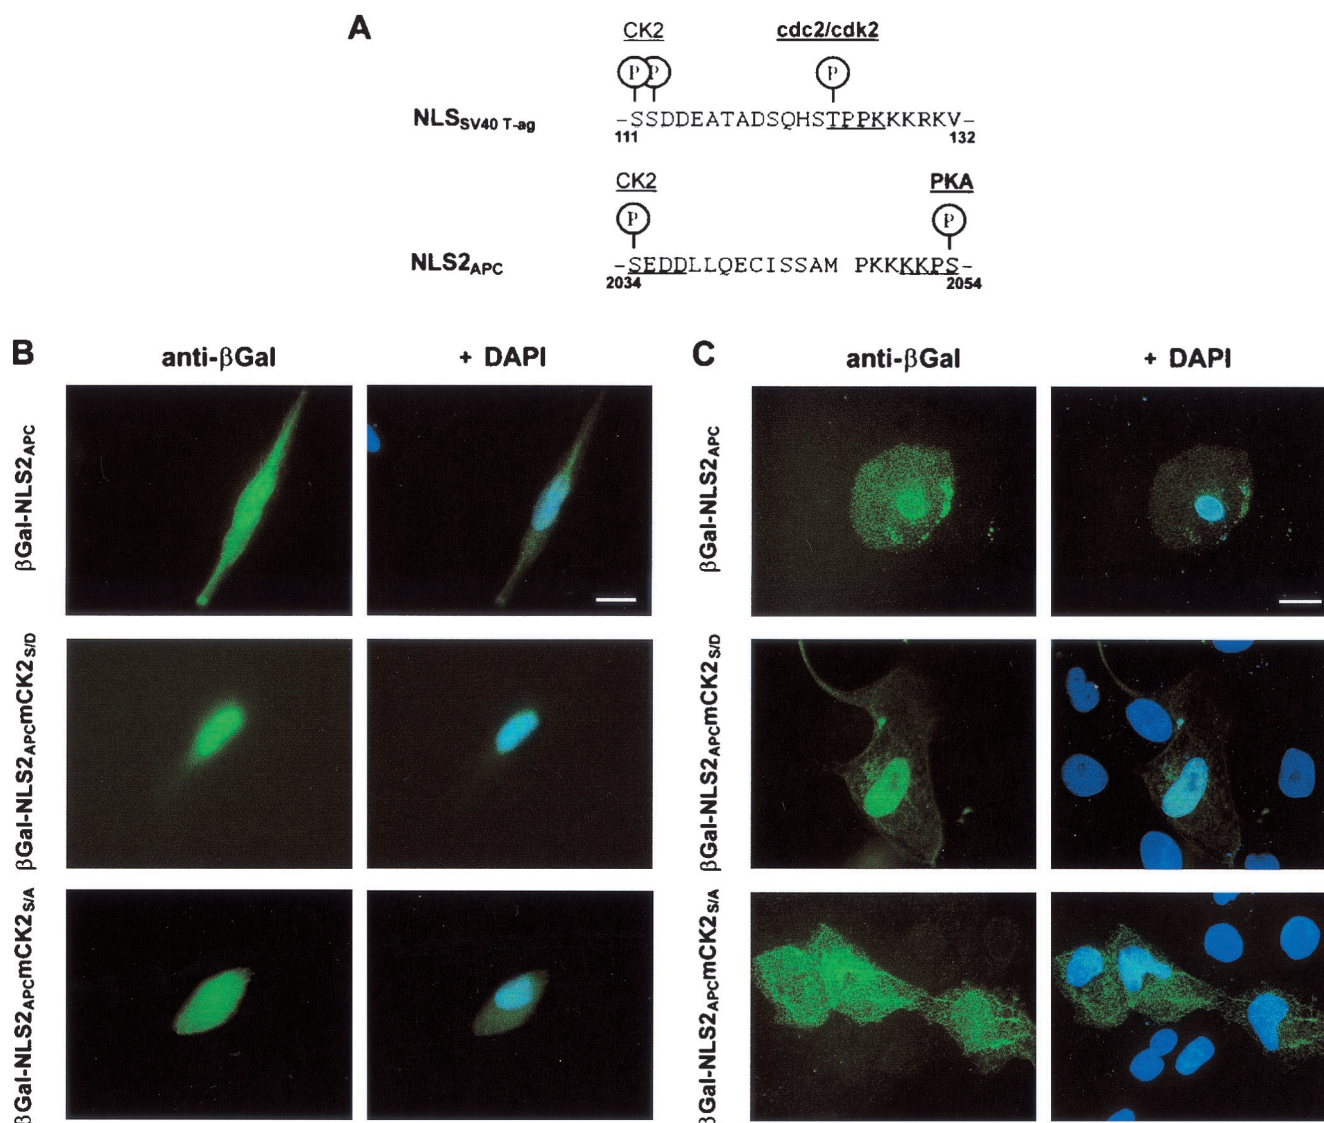 A
CK2 cdc2/cdk2
P P P
NLSSV40 T-ag –SSDDEATADSQHSTPPKKKRKV–
111 132
CK2 PKA
P P
NLS2APC –SEDDLLQECISSAM PKKKKPS–
2034 2054
B anti-βGal + DAPI
C anti-βGal + DAPI
βGal-NLS2APC
βGal-NLS2APC
βGal-NLS2APCmCK2S/D
βGal-NLS2APCmCK2S/D
βGal-NLS2APCmCK2S/A
βGal-NLS2APCmCK2S/A